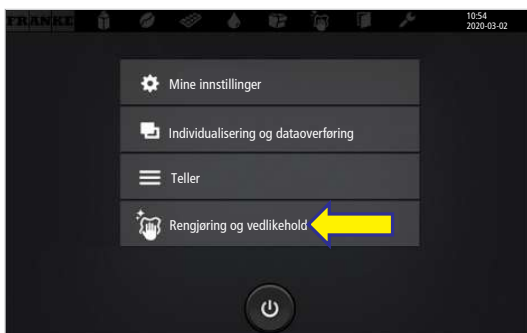 FRANKE
10:54
2020-03-02
Mine innstillinger
Individualisering og dataoverføring
Teller
Rengjøring og vedlikehold